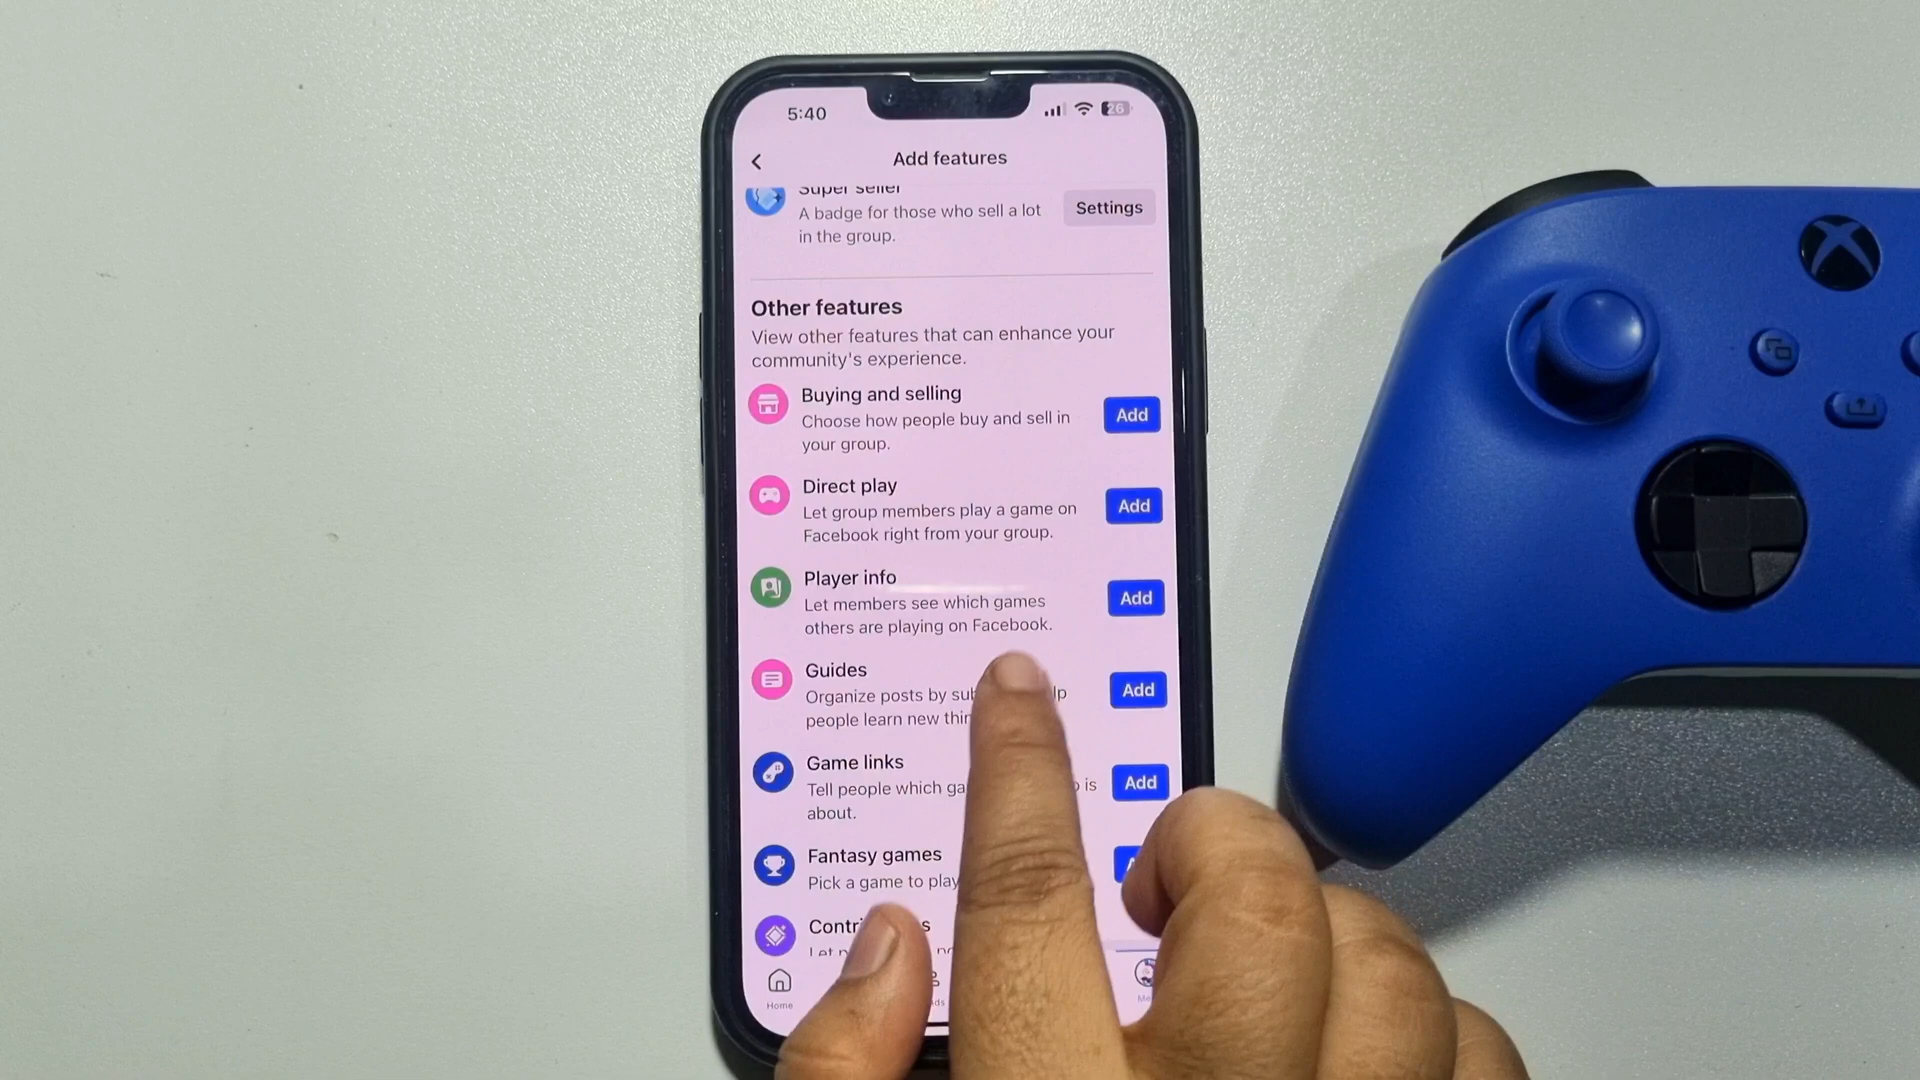 5:40
26
Add features
Super seller
A badge for those who sell a lot
in the group.
Settings
Other features
View other features that can enhance your
community's experience.
Buying and selling
Choose how people buy and sell in
your group.
Add
Direct play
Let group members play a game on
Facebook right from your group.
Add
Player info
Let members see which games
others are playing on Facebook.
Add
Guides
Organize posts by
people learn new
Add
Game links
Tell people which is
about.
Add
Fantasy games
Pick a game to play
Home